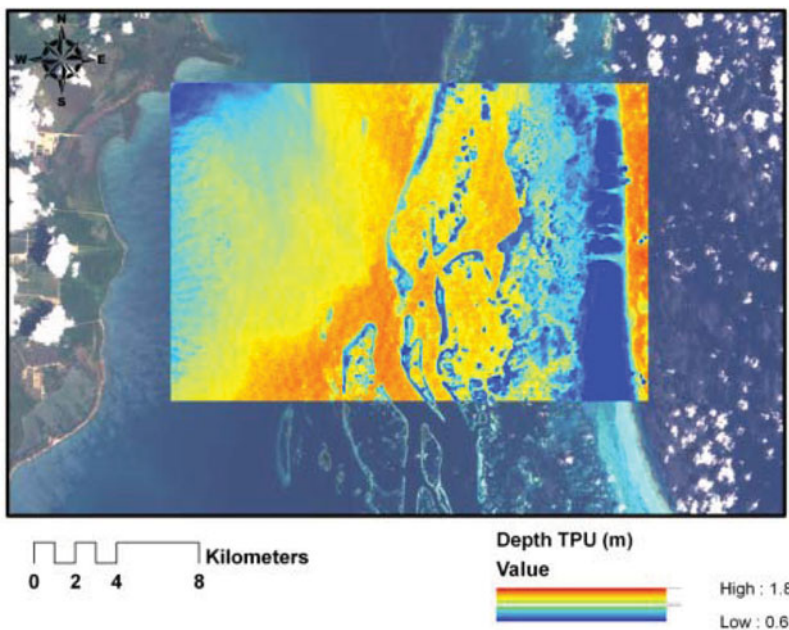 N
W E
S
Kilometers
0 2 4 8
Depth TPU (m)
Value
High : 1.8
Low : 0.6